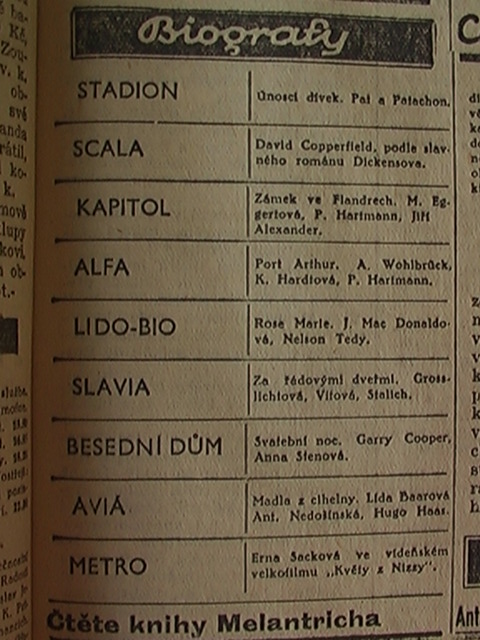 Biografy
STADION
Únosci dívek. Pat a Patachon.
SCALA
David Copperfield, podle slav-
ného románu Dickensova.
KAPITOL
Zámek ve Flandrech. M. Eg-
gertová, P. Hartmann, Jiří
Alexander.
ALFA
Port Arthur. A. Wohlbrück,
K. Hardtová, P. Hartmann.
LIDO-BIO
Rose Marie. J. Mac Donaldo-
vá, Nelson Tedy.
SLAVIA
Za řádovými dveřmi. Gross-
lichtová, Vítová, Štalich.
BESEDNÍ DŮM
Svatební noc. Garry Cooper,
Anna Stenová.
AVIÁ
Madla z cihelny. Lída Baarová
Ant. Nedošinská, Hugo Haas.
METRO
Erna Sacková ve vídeňském
velkofilmu „Květy z Nizzy".
Čtěte knihy Melantricha